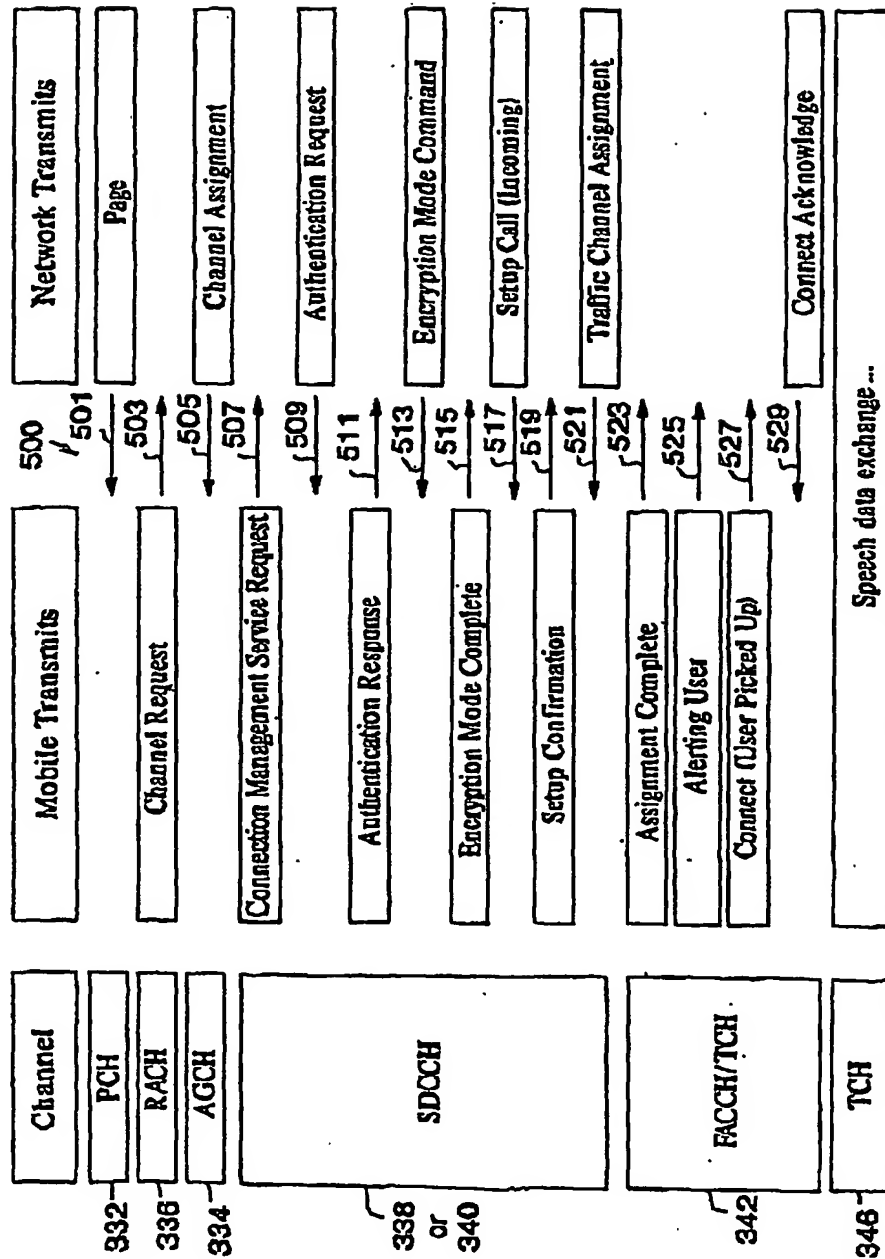 Channel
Mobile Transmits
500
Network Transmits
332
PCH
501
Page
336
RACH
Channel Request
503
334
AGCH
505
Channel Assignment
338
or
340
SDCCH
Connection Management Service Request
507
509
Authentication Request
Authentication Response
511
513
Encryption Mode Command
Encryption Mode Complete
515
517
Setup Call (Incoming)
Setup Confirmation
519
521
Traffic Channel Assignment
342
FACCH/TCH
Assignment Complete
523
Alerting User
525
Connect (User Picked Up)
527
529
Connect Acknowledge
346
TCH
Speech data exchange...